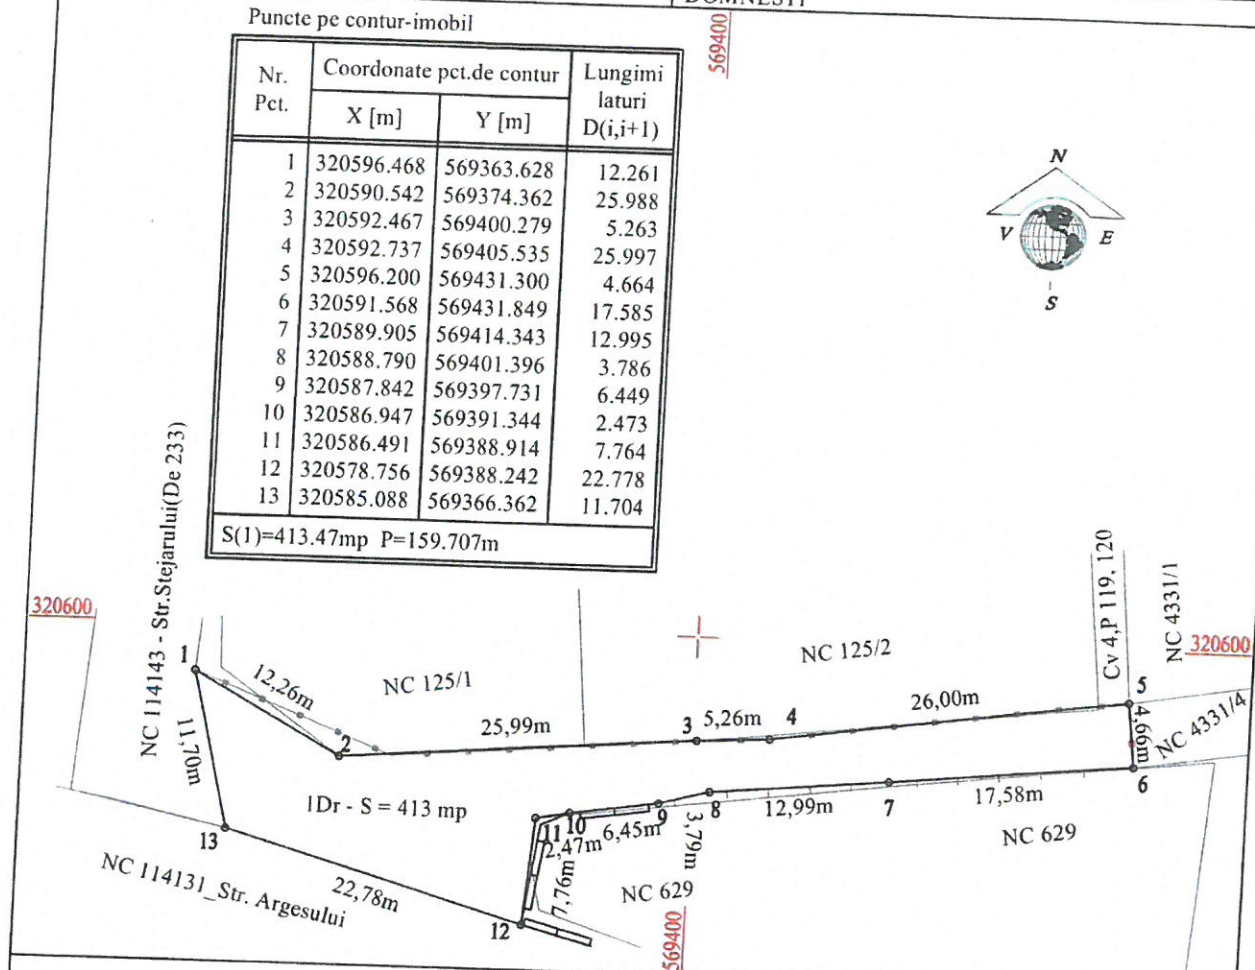 DOMNESTI
Puncte pe contur-imobil
569400
Nr. Pct. Coordonate pct.de contur Lungimi laturi D(i,i+1)
X [m] Y [m]
1 320596.468 569363.628 12.261
2 320590.542 569374.362 25.988
3 320592.467 569400.279 5.263
4 320592.737 569405.535 25.997
5 320596.200 569431.300 4.664
6 320591.568 569431.849 17.585
7 320589.905 569414.343 12.995
8 320588.790 569401.396 3.786
9 320587.842 569397.731 6.449
10 320586.947 569391.344 2.473
11 320586.491 569388.914 7.764
12 320578.756 569388.242 22.778
13 320585.088 569366.362 11.704
S(1)=413.47mp P=159.707m
N
V
E
S
NC 114143 - Str.Stejarului(De 233)
Cv 4,P 119, 120
NC 4331/1
320600
320600
1
12,26m
NC 125/1
NC 125/2
5
11,70m
2
25,99m
3
5,26m
4
26,00m
4,66m
NC 4331/4
6
1Dr - S = 413 mp
13
11
10
9
8
7
2,47m
6,45m
3,79m
12,99m
17,58m
NC 629
7,76m
NC 629
NC 114131_Str. Argesului
22,78m
12
569400